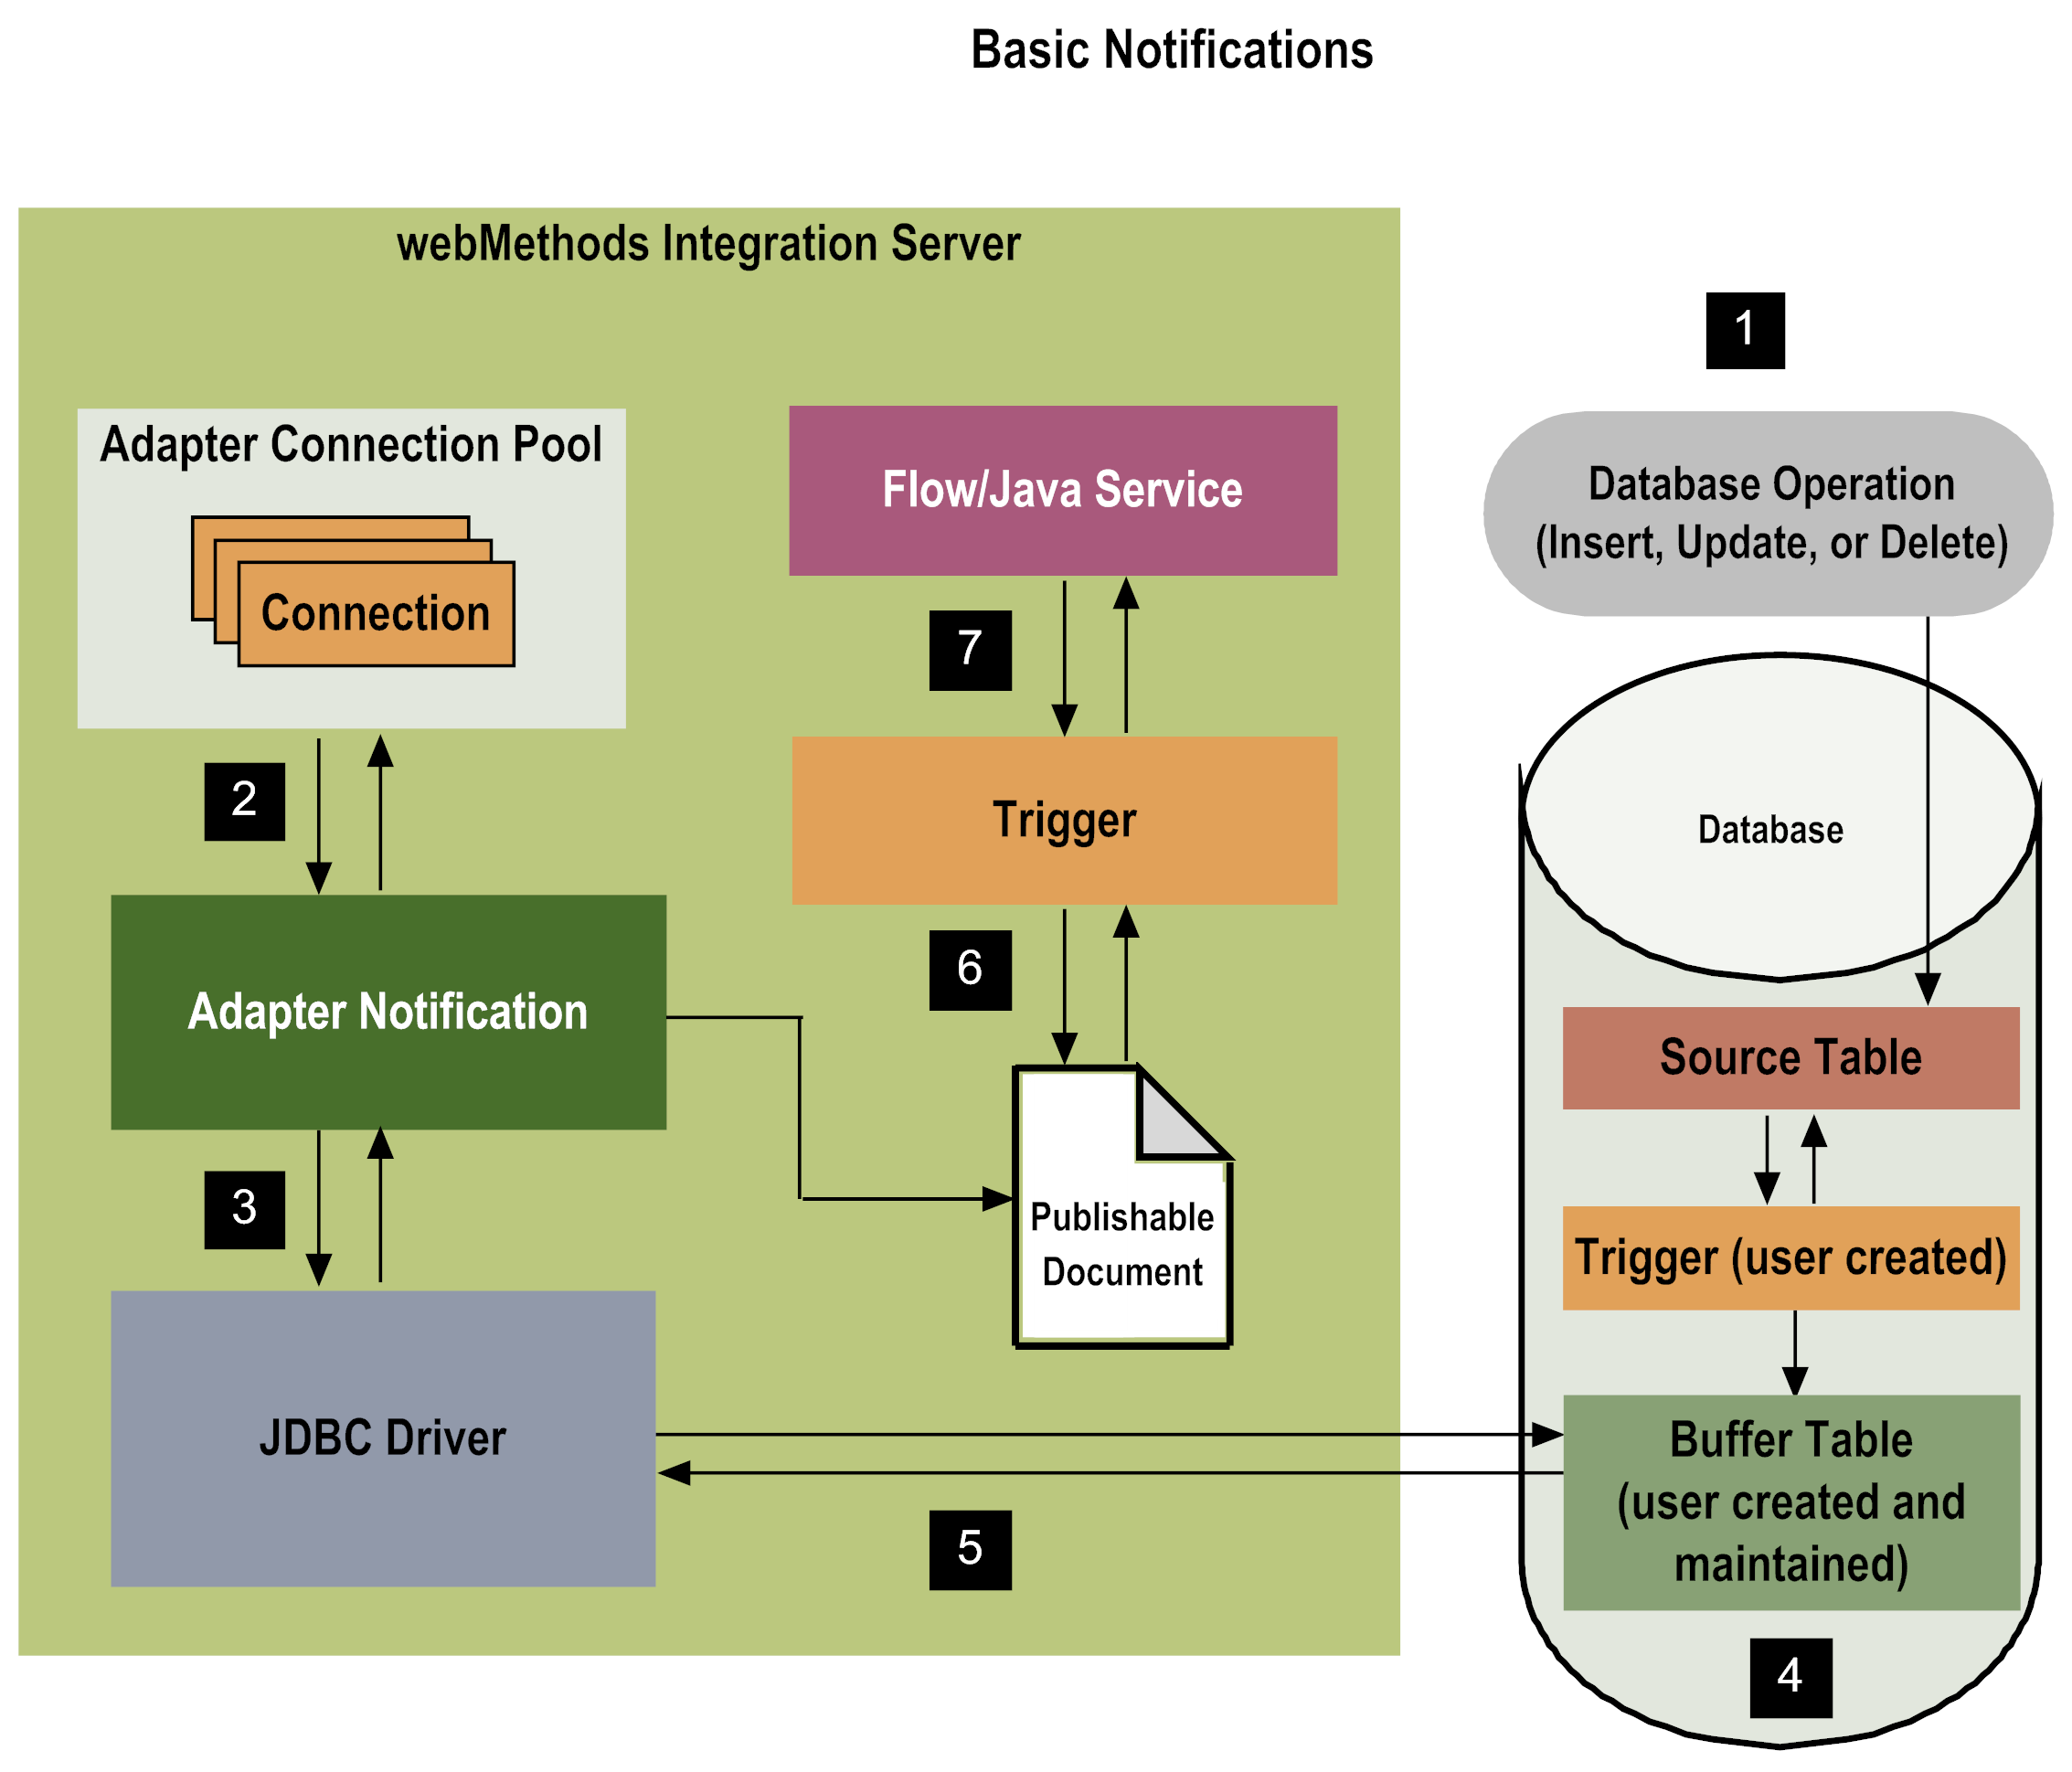 Basic Notifications
webMethods Integration Server
1
Adapter Connection Pool
Connection
Flow/Java Service
Database Operation
(Insert, Update, or Delete)
7
2
Trigger
Database
Adapter Notification
6
Source Table
3
Publishable
Document
Trigger (user created)
JDBC Driver
Buffer Table
(user created and
maintained)
5
4